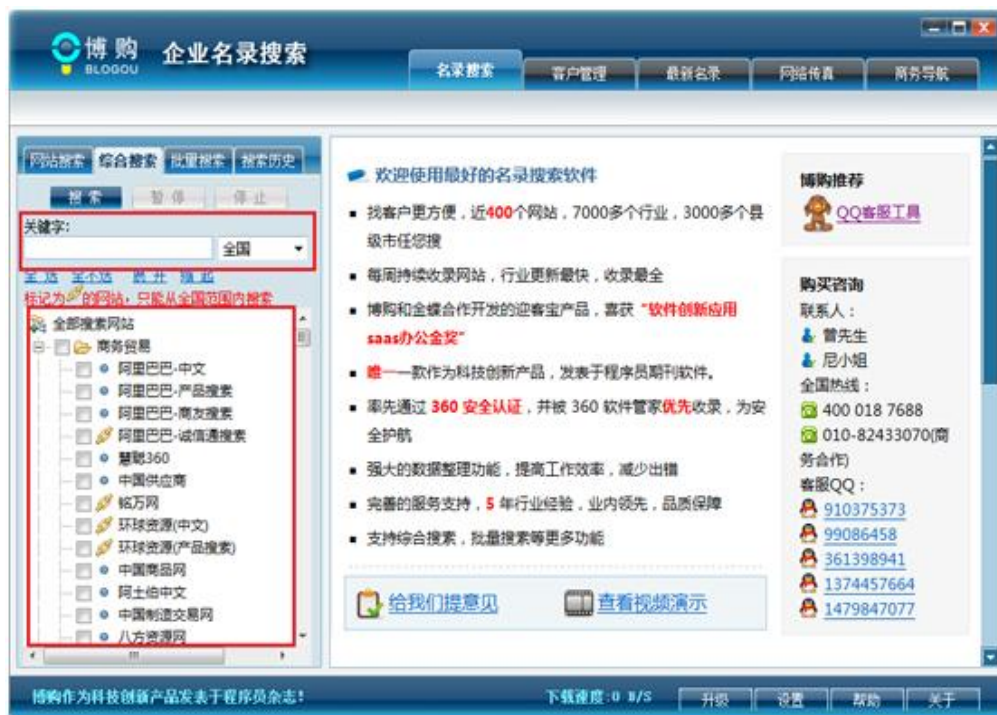 博购
BLOGOU
企业名录搜索
名录搜索
客户管理
最新名录
网络传真
商务导航
网站搜索
综合搜索
批量搜索
搜索历史
搜索
暂停
停止
关键字：
全国
全选 全不选 展开 缩起
标记为的网站，只能从全国范围内搜索
全部搜索网站
商务贸易
阿里巴巴-中文
阿里巴巴-产品搜索
阿里巴巴-商友搜索
阿里巴巴-诚信通搜索
慧聪360
中国供应商
铭万网
环球资源(中文)
环球资源(产品搜索)
中国商品网
阿土伯中文
中国制造交易网
八方资源网
欢迎使用最好的名录搜索软件
找客户更方便，近400个网站，7000多个行业，3000多个县
级市任您搜
每周持续收录网站，行业更新最快，收录最全
博购和金蝶合作开发的迎客宝产品，喜获 "软件创新应用
saas办公金奖"
唯一一款作为科技创新产品，发表于程序员期刊软件。
率先通过 360 安全认证，并被 360 软件管家优先收录，为安
全护航
强大的数据整理功能，提高工作效率，减少出错
完善的服务支持，5 年行业经验，业内领先，品质保障
支持综合搜索，批量搜索等更多功能
给我们提意见
查看视频演示
博购推荐
QQ客服工具
购买咨询
联系人：
曾先生
尼小姐
全国热线：
400 018 7688
010-82433070(商
务合作)
客服QQ：
910375373
99086458
361398941
1374457664
1479847077
博购作为科技创新产品发表于程序员杂志!
下载速度:0 B/S
升级
设置
帮助
关于